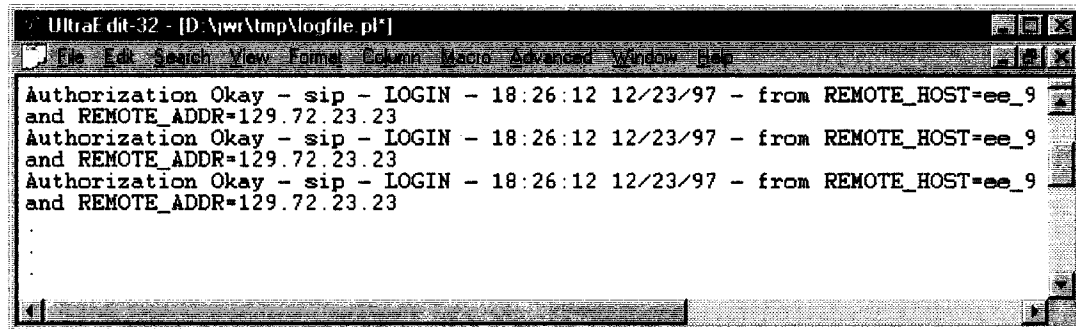 UltraEdit-32 - [D:\jwr\tmp\logfile.pl*]
File Edit Search View Format Column Macro Advanced Window Help
Authorization Okay - sip - LOGIN - 18:26:12 12/23/97 - from REMOTE_HOST=ee_9
and REMOTE_ADDR=129.72.23.23
Authorization Okay - sip - LOGIN - 18:26:12 12/23/97 - from REMOTE_HOST=ee_9
and REMOTE_ADDR=129.72.23.23
Authorization Okay - sip - LOGIN - 18:26:12 12/23/97 - from REMOTE_HOST=ee_9
and REMOTE_ADDR=129.72.23.23
.
.
.